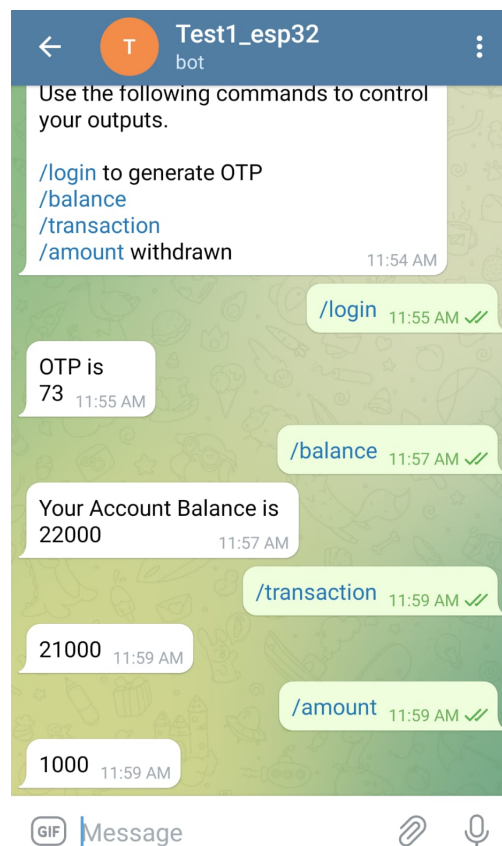 T
Test1_esp32
bot
Use the following commands to control
your outputs.
/login to generate OTP
/balance
/transaction
/amount withdrawn
11:54 AM
/login 11:55 AM
OTP is
73 11:55 AM
/balance 11:57 AM
Your Account Balance is
22000 11:57 AM
/transaction 11:59 AM
21000 11:59 AM
/amount 11:59 AM
1000 11:59 AM
GIF Message